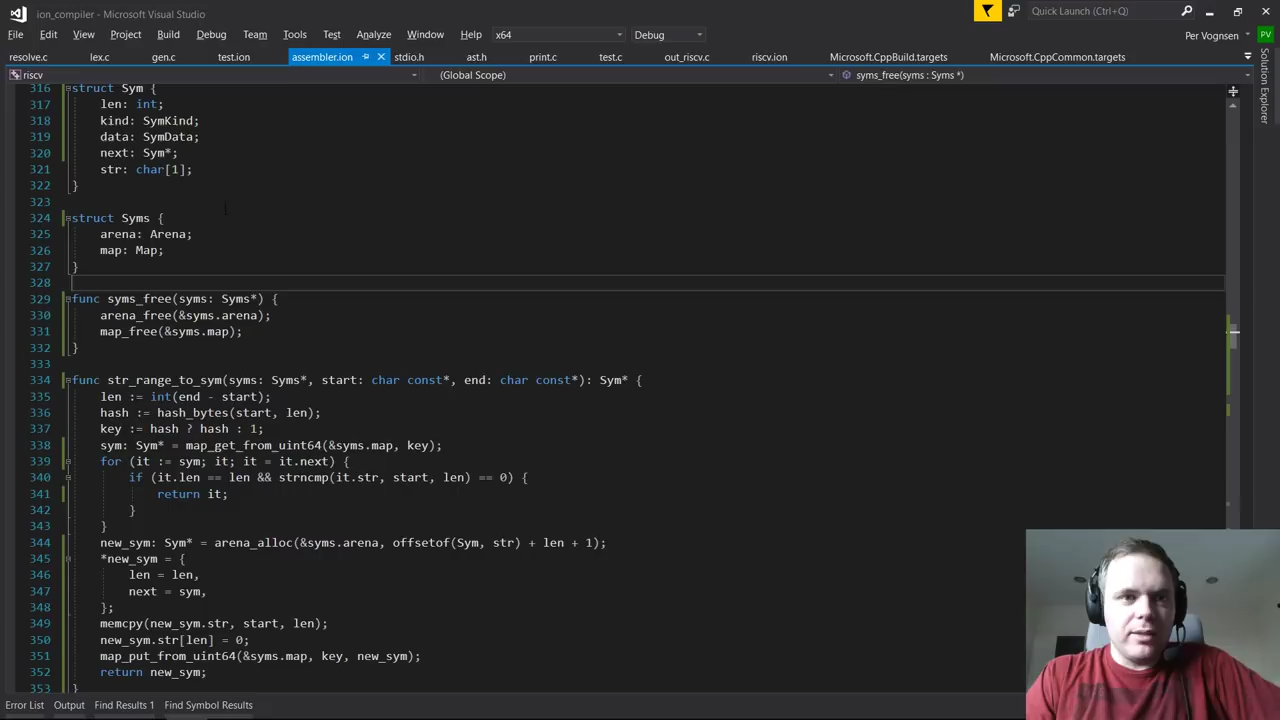 ion_compiler - Microsoft Visual Studio
Quick Launch (Ctrl+Q)
File Edit View Project Build Debug Team Tools Test Analyze Window Help x64 Debug
Per Vognsen PV
resolve.c lex.c gen.c test.ion assembler.ion stdio.h ast.h print.c test.c out_riscv.c riscv.ion Microsoft.CppBuild.targets Microsoft.CppCommon.targets
Solution Explorer
riscv (Global Scope) syms_free(syms : Syms *)
316 struct Sym {
317 len: int;
318 kind: SymKind;
319 data: SymData;
320 next: Sym*;
321 str: char[1];
322 }
323
324 struct Syms {
325 arena: Arena;
326 map: Map;
327 }
328
329 func syms_free(syms: Syms*) {
330 arena_free(&syms.arena);
331 map_free(&syms.map);
332 }
333
334 func str_range_to_sym(syms: Syms*, start: char const*, end: char const*): Sym* {
335 len := int(end - start);
336 hash := hash_bytes(start, len);
337 key := hash ? hash : 1;
338 sym: Sym* = map_get_from_uint64(&syms.map, key);
339 for (it := sym; it; it = it.next) {
340 if (it.len == len && strncmp(it.str, start, len) == 0) {
341 return it;
342 }
343 }
344 new_sym: Sym* = arena_alloc(&syms.arena, offsetof(Sym, str) + len + 1);
345 *new_sym = {
346 len = len,
347 next = sym,
348 };
349 memcpy(new_sym.str, start, len);
350 new_sym.str[len] = 0;
351 map_put_from_uint64(&syms.map, key, new_sym);
352 return new_sym;
353 }
Error List Output Find Results 1 Find Symbol Results